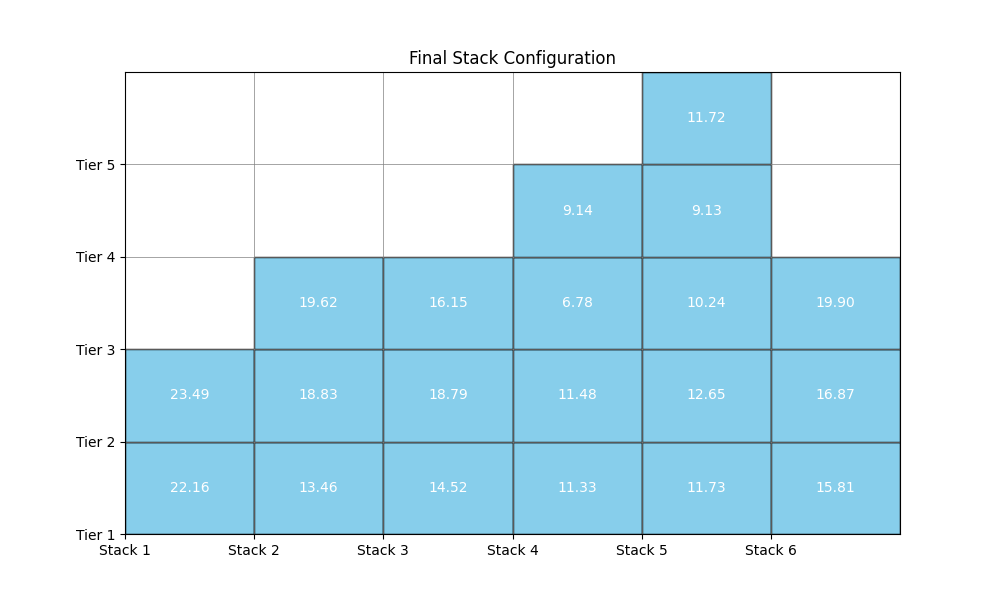 Final Stack Configuration
11.72
Tier 5
9.14 9.13
Tier 4
19.62 16.15 6.78 10.24 19.90
Tier 3
23.49 18.83 18.79 11.48 12.65 16.87
Tier 2
22.16 13.46 14.52 11.33 11.73 15.81
Tier 1
Stack 1 Stack 2 Stack 3 Stack 4 Stack 5 Stack 6